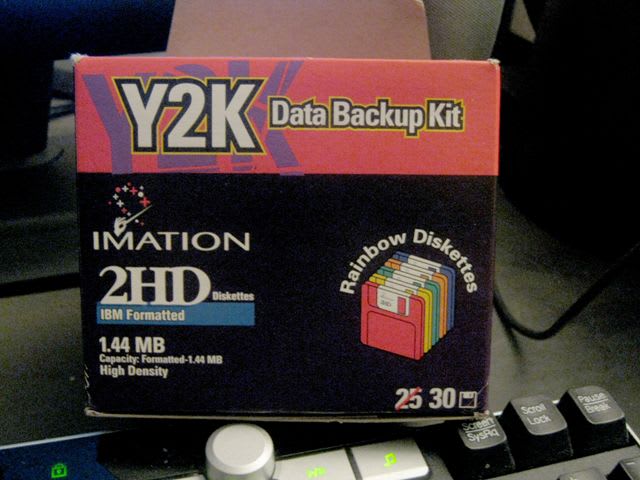 Y2K Data Backup Kit
IMATION
2HD Diskettes
IBM Formatted
1.44 MB
Capacity: Formatted-1.44 MB
High Density
Rainbow Diskettes
25 30
Screen
SysRq
Scroll
Lock
Pause
Break